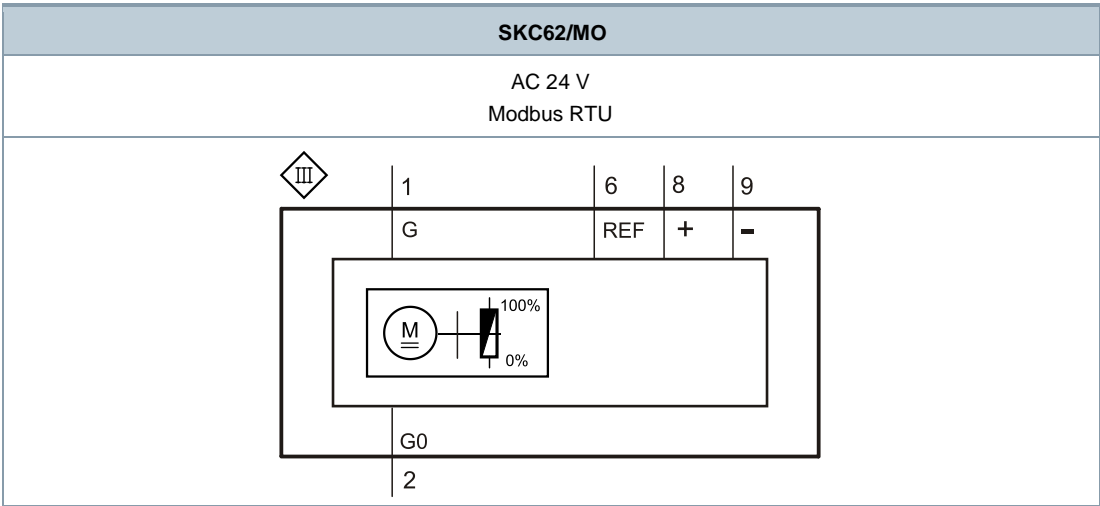 SKC62/MO
AC 24 V
Modbus RTU
III
1 6 8 9
G REF + -
100%
M
0%
G0
2